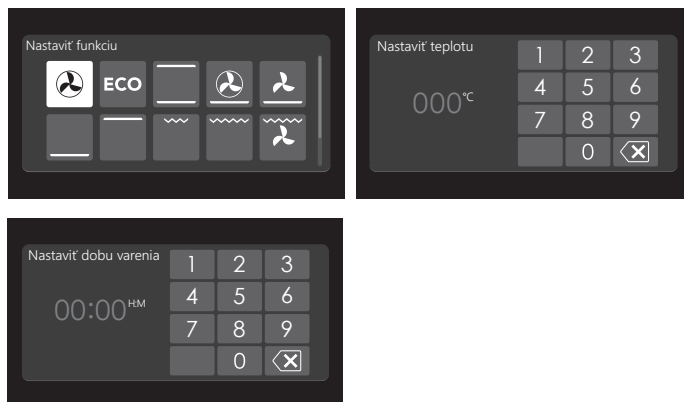 Nastaviť funkciu
ECO
Nastaviť teplotu
000°C
1 2 3
4 5 6
7 8 9
0
Nastaviť dobu varenia
00:00 H:M
1 2 3
4 5 6
7 8 9
0